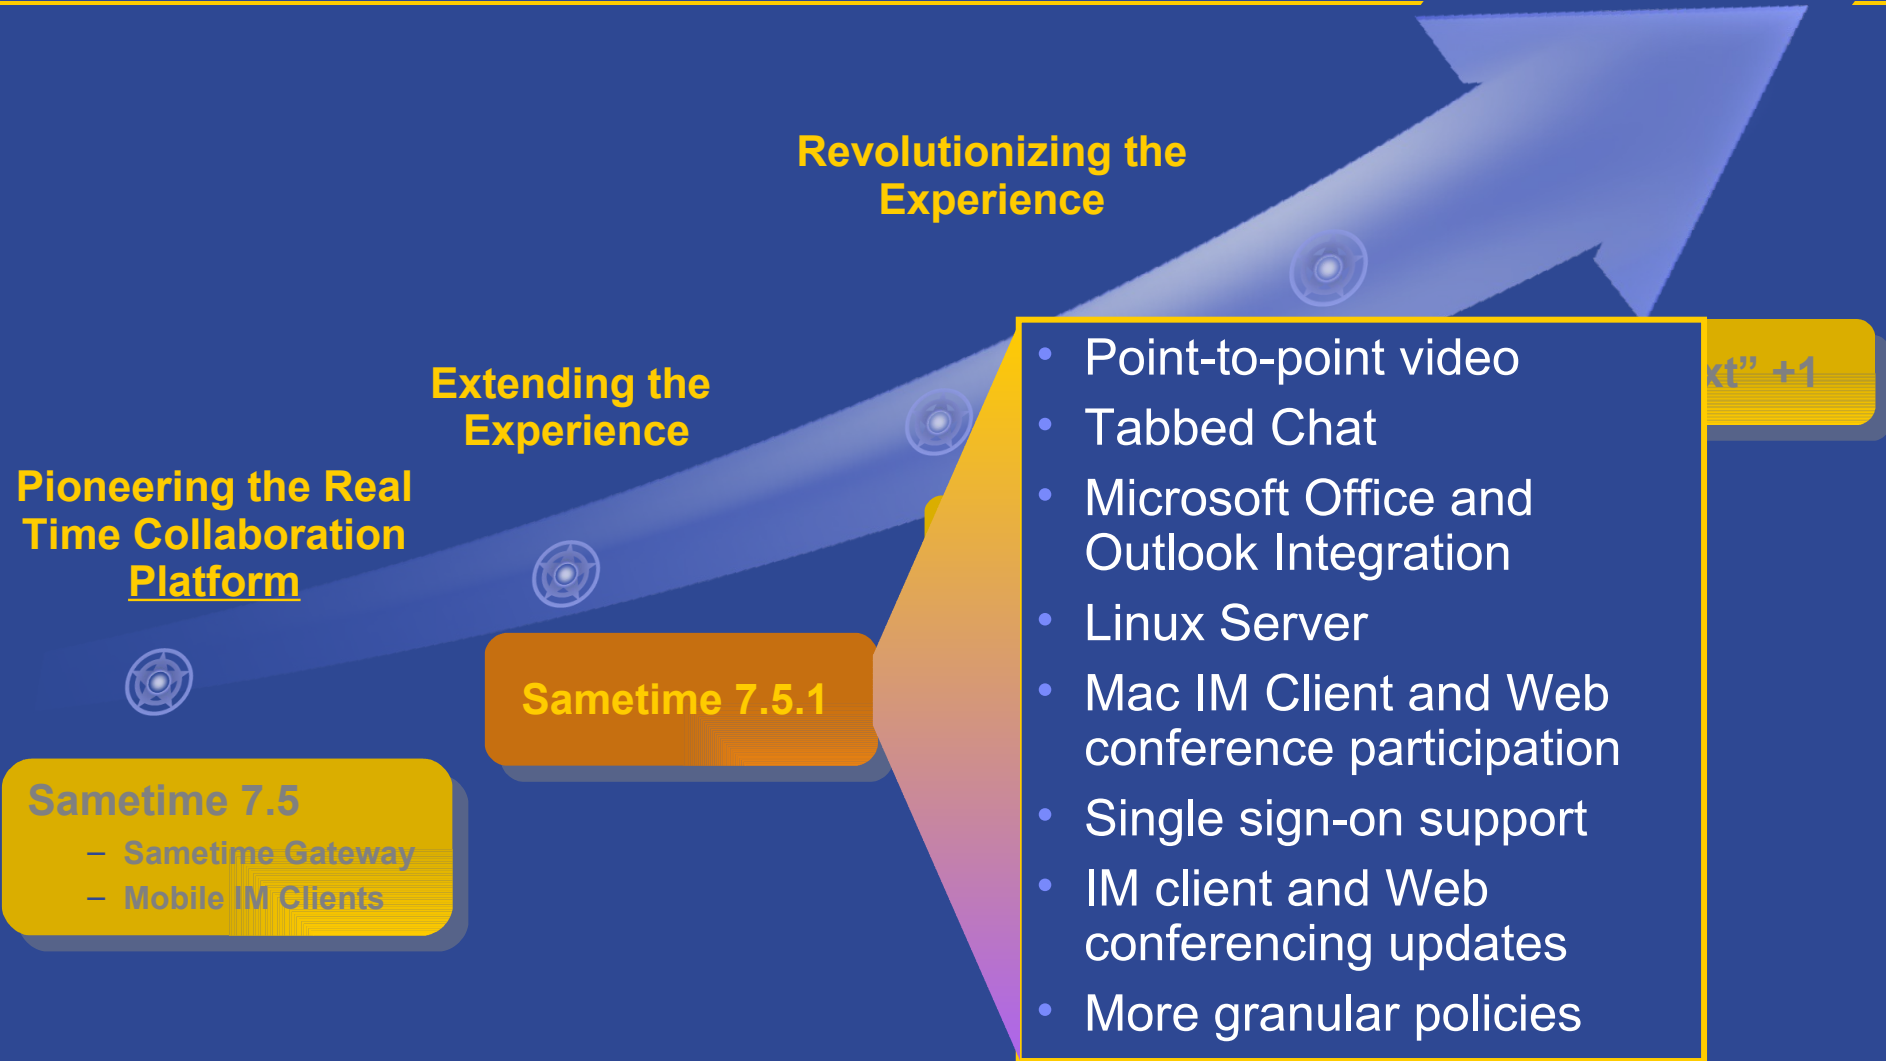 Revolutionizing the
Experience
Extending the
Experience
Pioneering the Real
Time Collaboration
Platform
Sametime 7.5
– Sametime Gateway
– Mobile IM Clients
Sametime 7.5.1
• Point-to-point video
• Tabbed Chat
• Microsoft Office and
Outlook Integration
• Linux Server
• Mac IM Client and Web
conference participation
• Single sign-on support
• IM client and Web
conferencing updates
• More granular policies
xt” +1